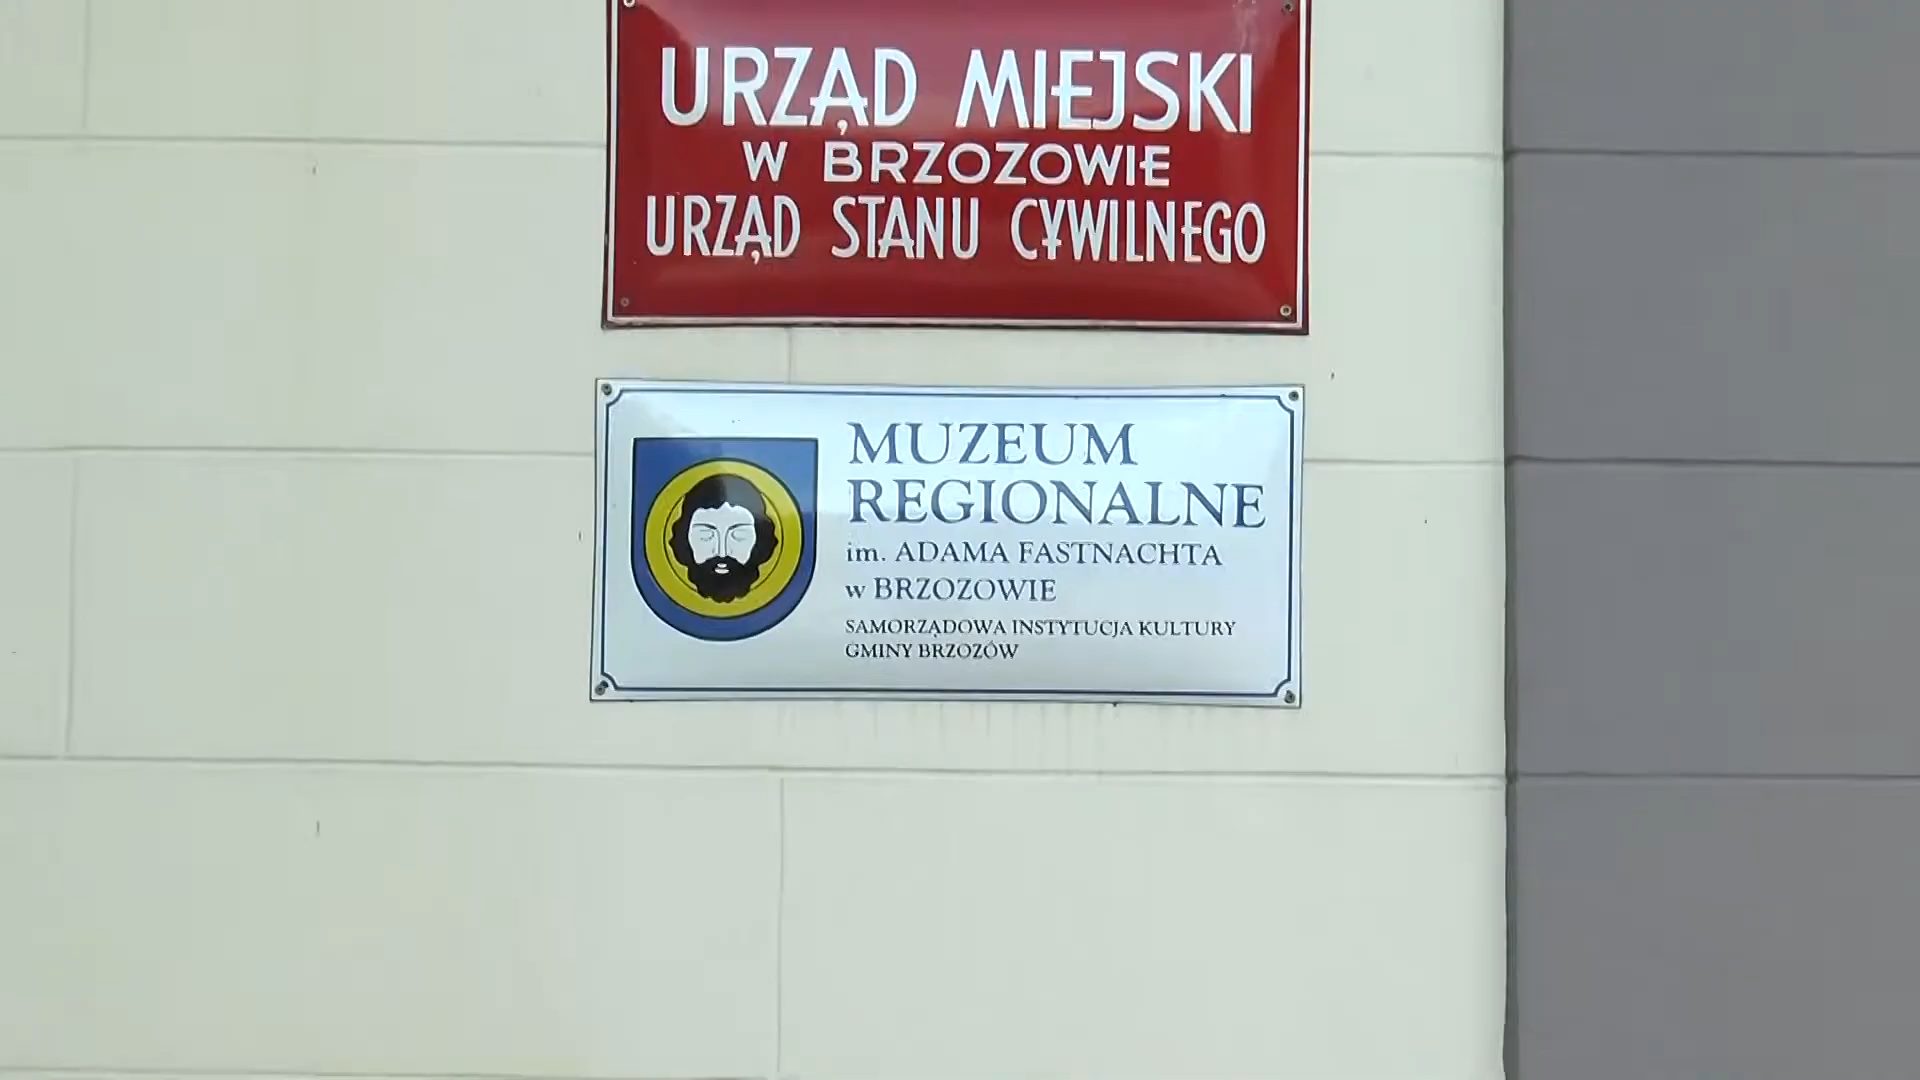 URZĄD MIEJSKI
W BRZOZOWIE
URZĄD STANU CYWILNEGO
MUZEUM
REGIONALNE
im. ADAMA FASTNACHTA
w BRZOZOWIE
SAMORZĄDOWA INSTYTUCJA KULTURY
GMINY BRZOZÓW